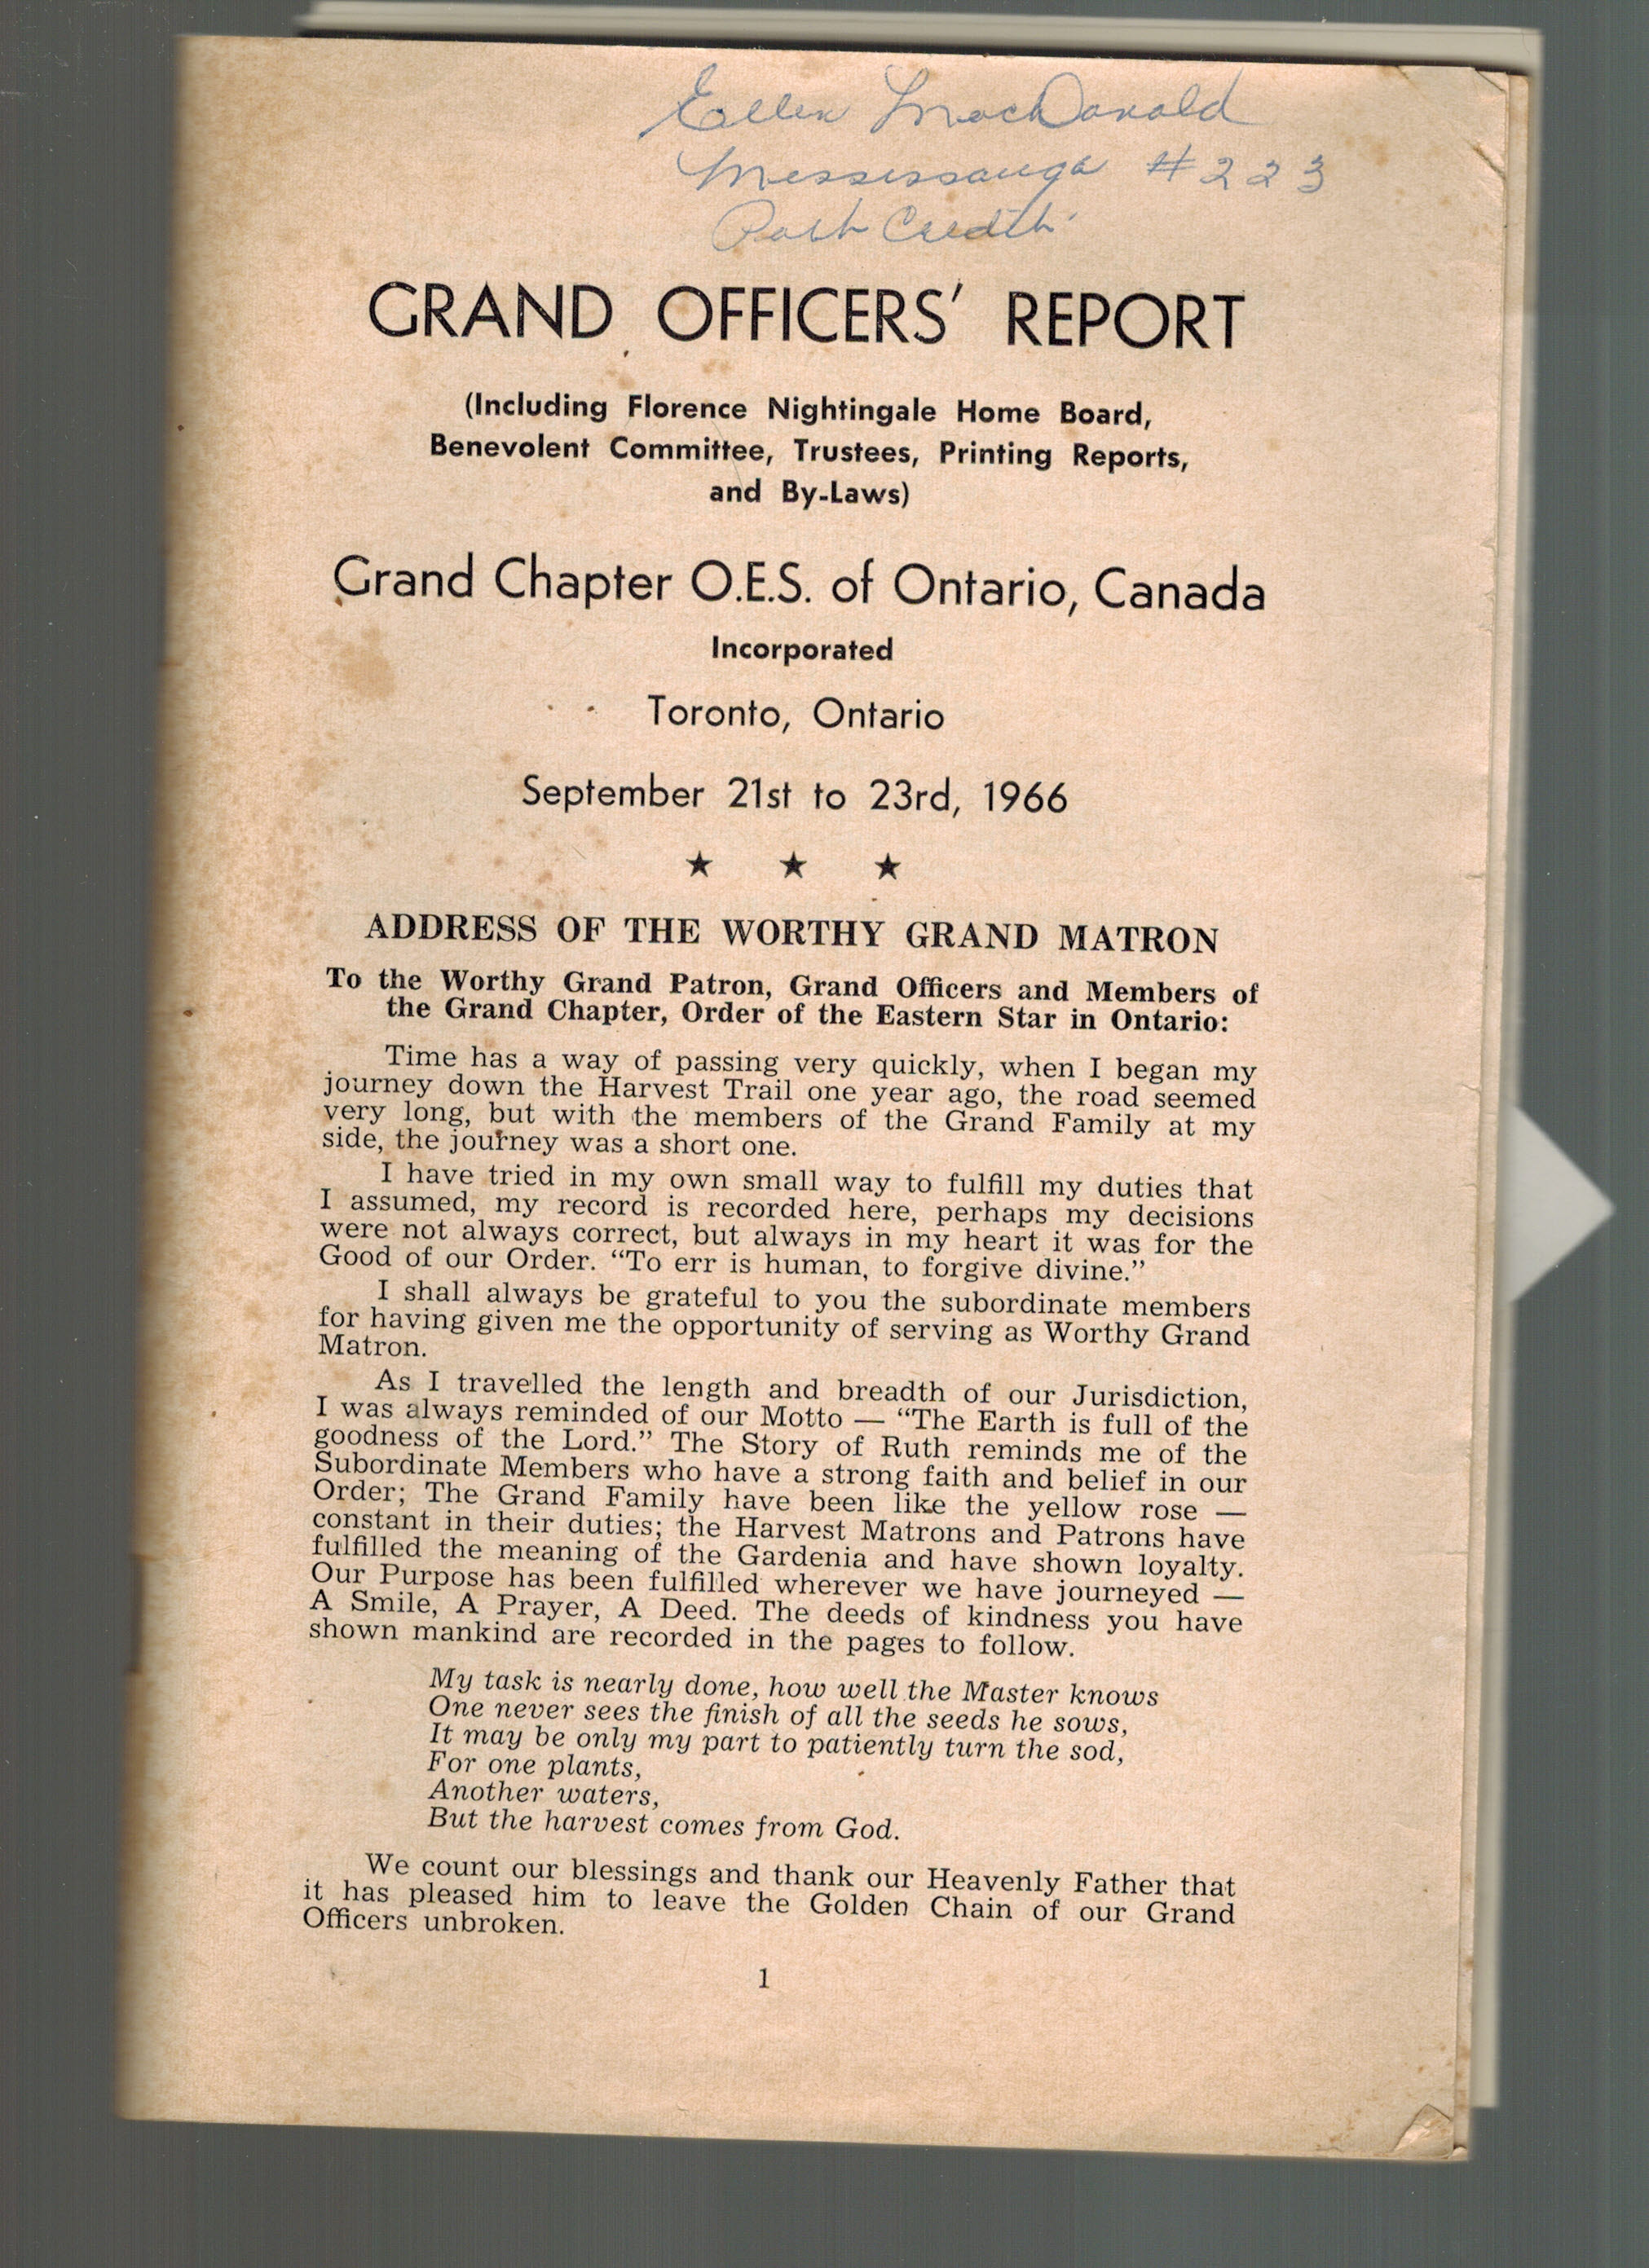 Ellen MacDonald
Mississauga #223
Port Credit
GRAND OFFICERS' REPORT
(Including Florence Nightingale Home Board,
Benevolent Committee, Trustees, Printing Reports,
and By-Laws)
Grand Chapter O.E.S. of Ontario, Canada
Incorporated
Toronto, Ontario
September 21st to 23rd, 1966
★ ★ ★
ADDRESS OF THE WORTHY GRAND MATRON
To the Worthy Grand Patron, Grand Officers and Members of
the Grand Chapter, Order of the Eastern Star in Ontario:
Time has a way of passing very quickly, when I began my
journey down the Harvest Trail one year ago, the road seemed
very long, but with the members of the Grand Family at my
side, the journey was a short one.
I have tried in my own small way to fulfill my duties that
I assumed, my record is recorded here, perhaps my decisions
were not always correct, but always in my heart it was for the
Good of our Order. “To err is human, to forgive divine.”
I shall always be grateful to you the subordinate members
for having given me the opportunity of serving as Worthy Grand
Matron.
As I travelled the length and breadth of our Jurisdiction,
I was always reminded of our Motto — “The Earth is full of the
goodness of the Lord.” The Story of Ruth reminds me of the
Subordinate Members who have a strong faith and belief in our
Order; The Grand Family have been like the yellow rose —
constant in their duties; the Harvest Matrons and Patrons have
fulfilled the meaning of the Gardenia and have shown loyalty.
Our Purpose has been fulfilled wherever we have journeyed —
A Smile, A Prayer, A Deed. The deeds of kindness you have
shown mankind are recorded in the pages to follow.
My task is nearly done, how well the Master knows
One never sees the finish of all the seeds he sows,
It may be only my part to patiently turn the sod,
For one plants,
Another waters,
But the harvest comes from God.
We count our blessings and thank our Heavenly Father that
it has pleased him to leave the Golden Chain of our Grand
Officers unbroken.
1